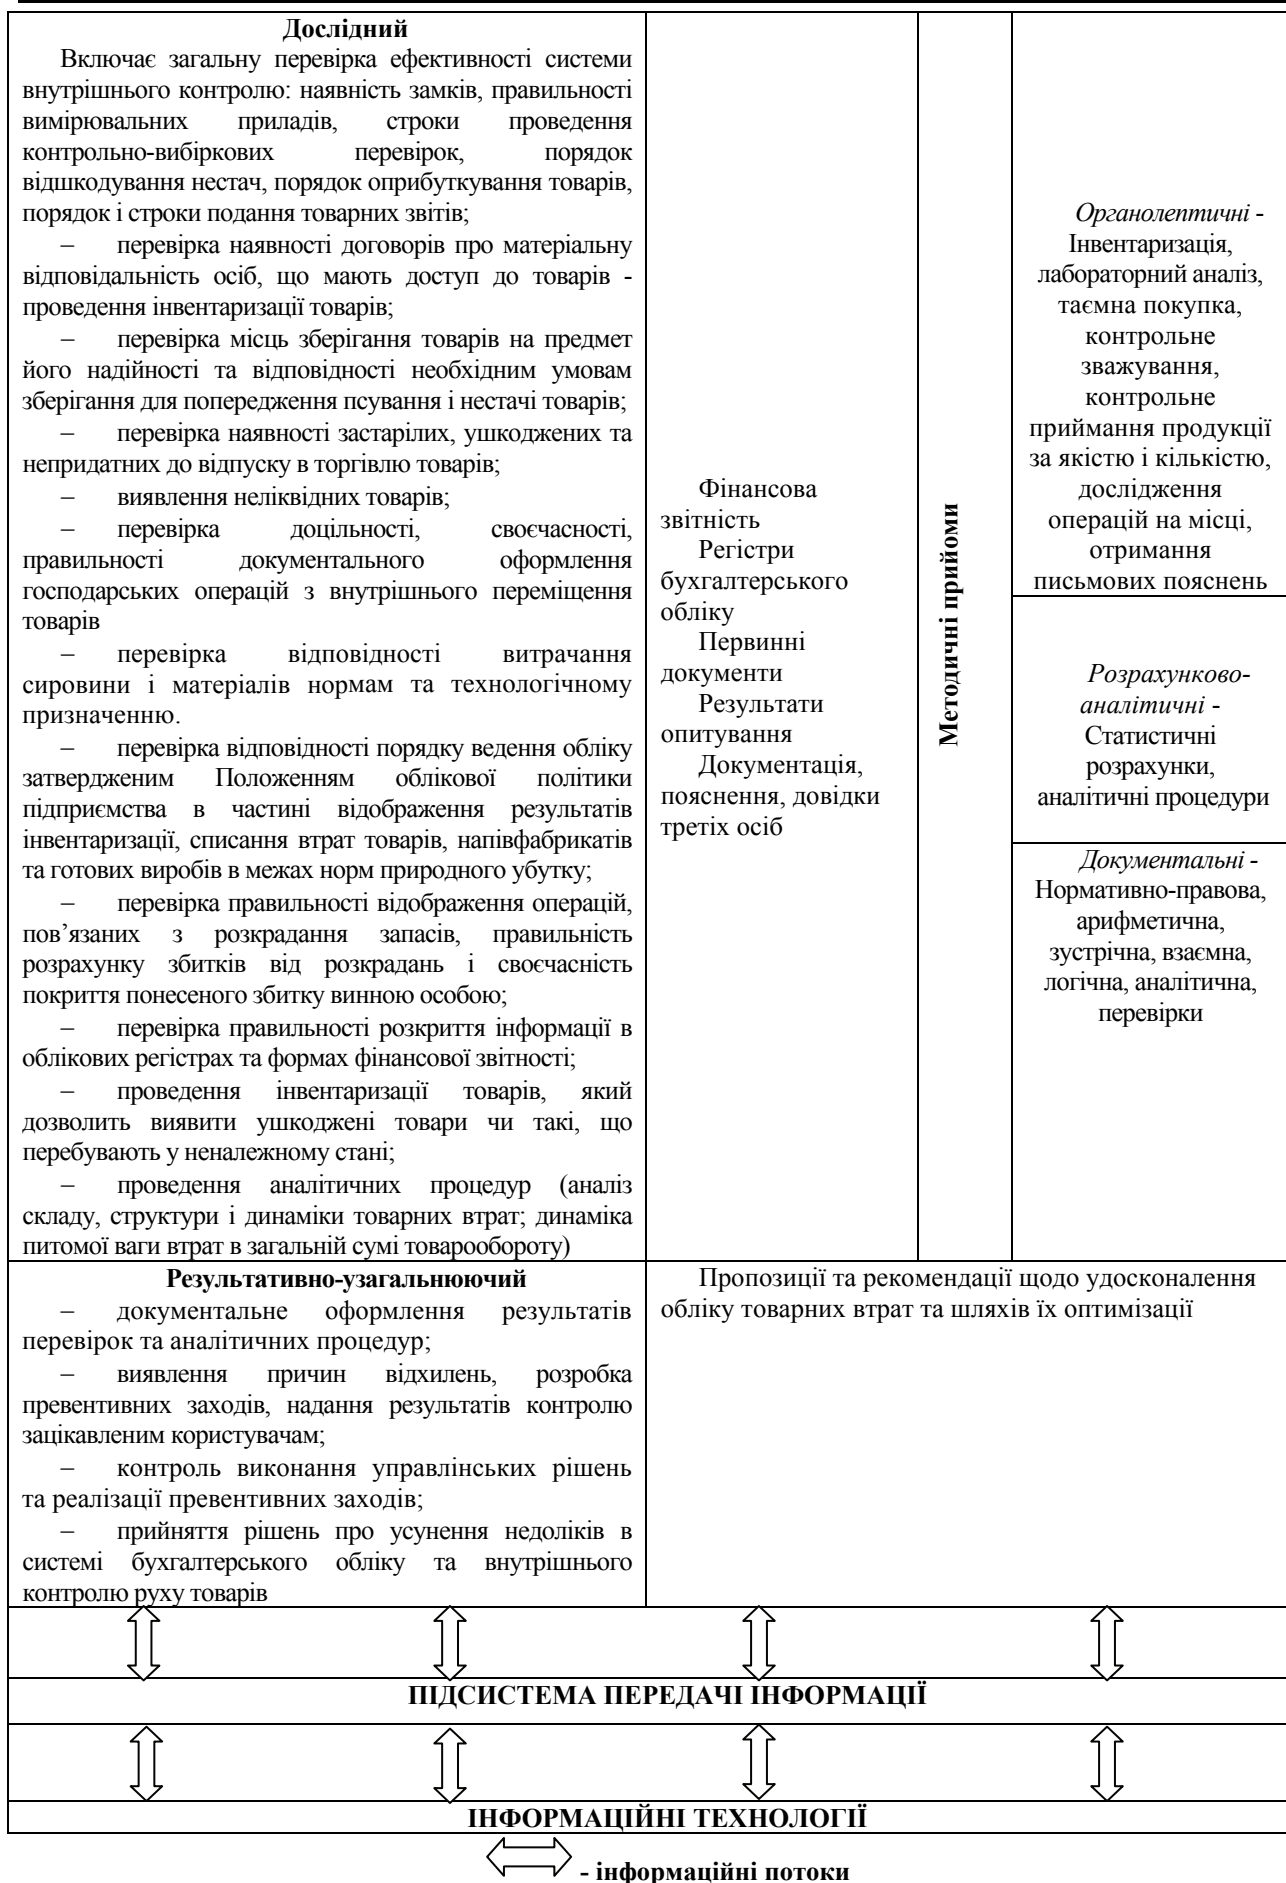 Дослідний
Включає загальну перевірка ефективності системи
внутрішнього контролю: наявність замків, правильності
вимірювальних приладів, строки проведення
контрольно-вибіркових перевірок, порядок
відшкодування нестач, порядок оприбуткування товарів,
порядок і строки подання товарних звітів;
– перевірка наявності договорів про матеріальну
відповідальність осіб, що мають доступ до товарів -
проведення інвентаризації товарів;
– перевірка місць зберігання товарів на предмет
його надійності та відповідності необхідним умовам
зберігання для попередження псування і нестачі товарів;
– перевірка наявності застарілих, ушкоджених та
непридатних до відпуску в торгівлю товарів;
– виявлення неліквідних товарів;
– перевірка доцільності, своєчасності,
правильності документального оформлення
господарських операцій з внутрішнього переміщення
товарів
– перевірка відповідності витрачання
сировини і матеріалів нормам та технологічному
призначенню.
– перевірка відповідності порядку ведення обліку
затвердженим Положенням облікової політики
підприємства в частині відображення результатів
інвентаризації, списання втрат товарів, напівфабрикатів
та готових виробів в межах норм природного убутку;
– перевірка правильності відображення операцій,
пов’язаних з розкрадання запасів, правильність
розрахунку збитків від розкрадань і своєчасність
покриття понесеного збитку винною особою;
– перевірка правильності розкриття інформації в
облікових регістрах та формах фінансової звітності;
– проведення інвентаризації товарів, який
дозволить виявити ушкоджені товари чи такі, що
перебувають у неналежному стані;
– проведення аналітичних процедур (аналіз
складу, структури і динаміки товарних втрат; динаміка
питомої ваги втрат в загальній сумі товарообороту)
Фінансова
звітність
Регістри
бухгалтерського
обліку
Первинні
документи
Результати
опитування
Документація,
пояснення, довідки
третіх осіб
Методичні прийоми
Органолептичні -
Інвентаризація,
лабораторний аналіз,
таємна покупка,
контрольне
зважування,
контрольне
приймання продукції
за якістю і кількістю,
дослідження
операцій на місці,
отримання
письмових пояснень
Розрахунково-
аналітичні -
Статистичні
розрахунки,
аналітичні процедури
Документальні -
Нормативно-правова,
арифметична,
зустрічна, взаємна,
логічна, аналітична,
перевірки
Результативно-узагальнюючий
– документальне оформлення результатів
перевірок та аналітичних процедур;
– виявлення причин відхилень, розробка
превентивних заходів, надання результатів контролю
зацікавленим користувачам;
– контроль виконання управлінських рішень
та реалізації превентивних заходів;
– прийняття рішень про усунення недоліків в
системі бухгалтерського обліку та внутрішнього
контролю руху товарів
Пропозиції та рекомендації щодо удосконалення
обліку товарних втрат та шляхів їх оптимізації
ПІДСИСТЕМА ПЕРЕДАЧІ ІНФОРМАЦІЇ
ІНФОРМАЦІЙНІ ТЕХНОЛОГІЇ
- інформаційні потоки